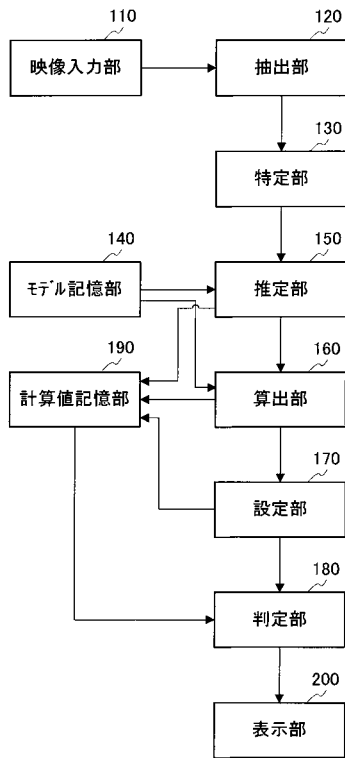 110
映像入力部
120
抽出部
130
特定部
140
モデル記憶部
150
推定部
190
計算値記憶部
160
算出部
170
設定部
180
判定部
200
表示部